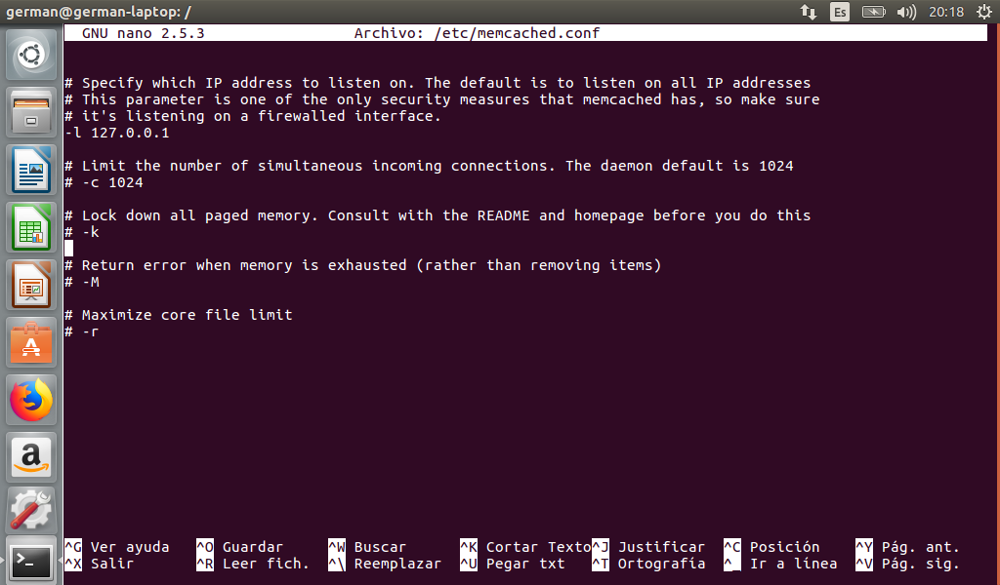 german@german-laptop: /
Es
20:18
GNU nano 2.5.3 Archivo: /etc/memcached.conf
# Specify which IP address to listen on. The default is to listen on all IP addresses
# This parameter is one of the only security measures that memcached has, so make sure
# it's listening on a firewalled interface.
-l 127.0.0.1
# Limit the number of simultaneous incoming connections. The daemon default is 1024
# -c 1024
# Lock down all paged memory. Consult with the README and homepage before you do this
# -k
# Return error when memory is exhausted (rather than removing items)
# -M
# Maximize core file limit
# -r
^G Ver ayuda ^O Guardar ^W Buscar ^K Cortar Texto ^J Justificar ^C Posición ^Y Pág. ant.
^X Salir ^R Leer fich. ^\ Reemplazar ^U Pegar txt ^T Ortografía ^_ Ir a línea ^V Pág. sig.